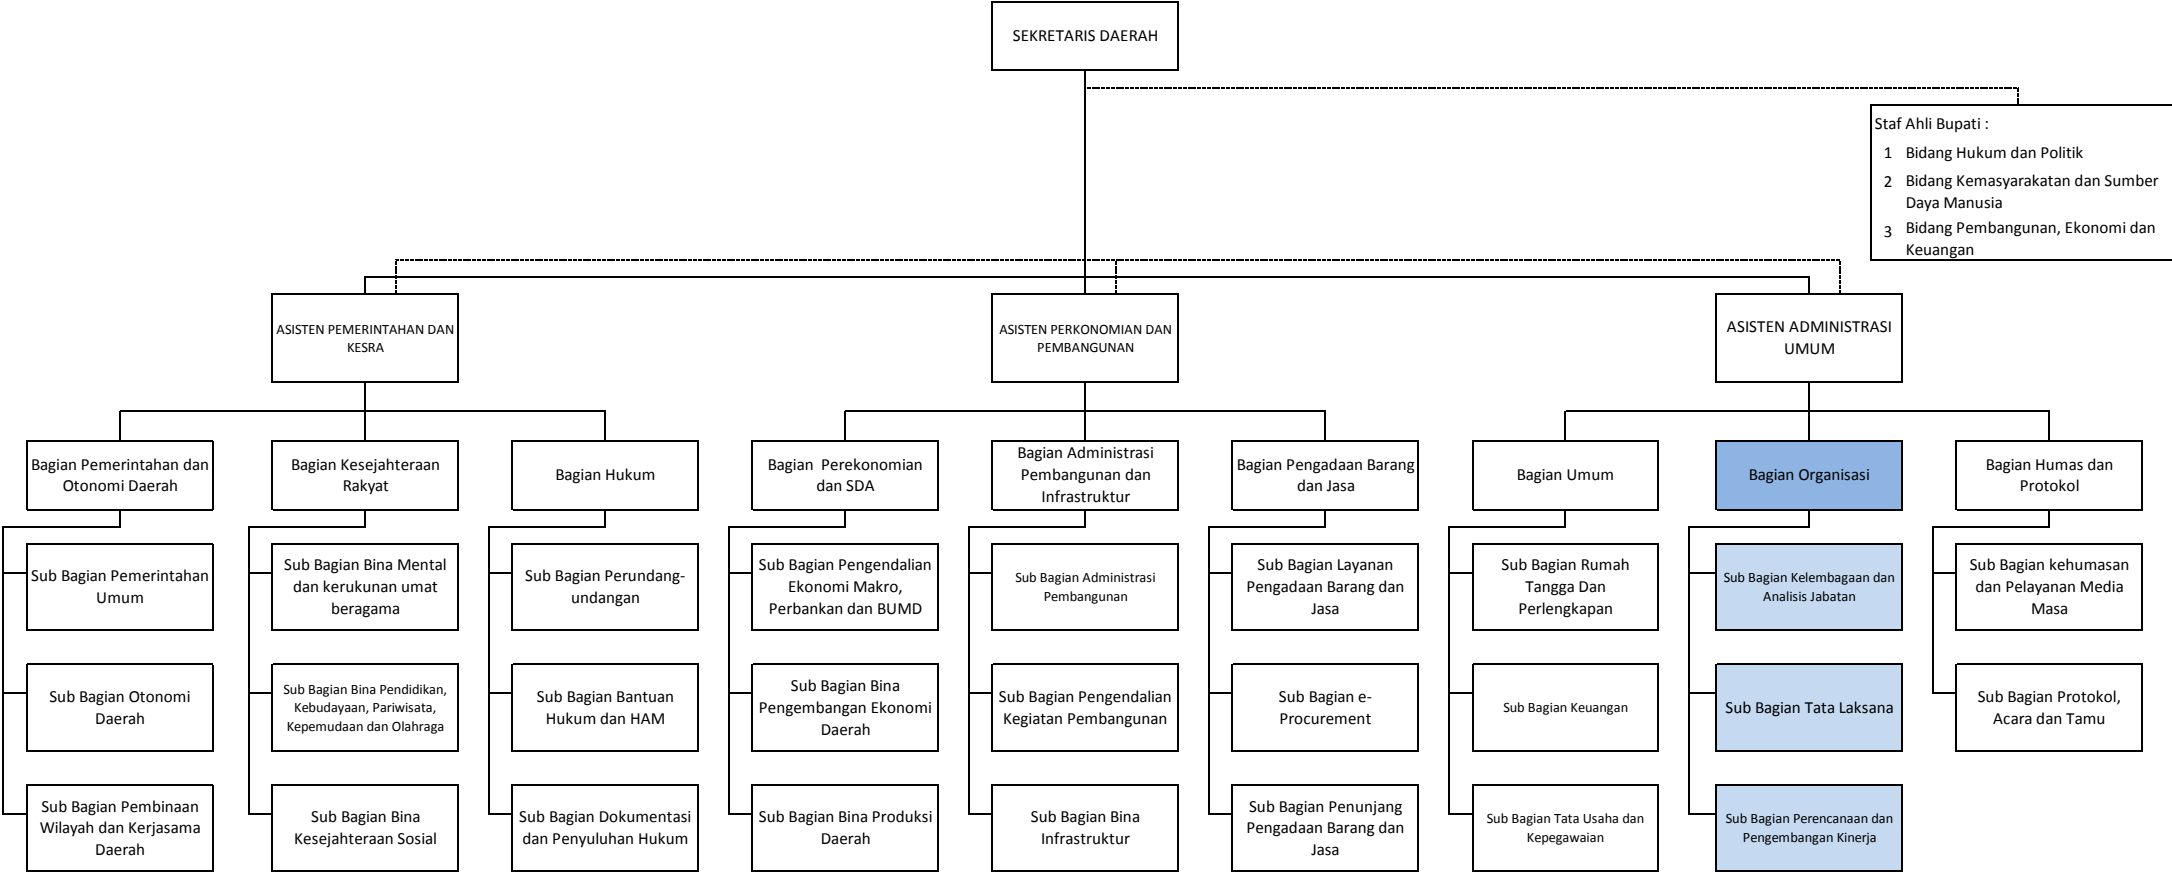 SEKRETARIS DAERAH
Staf Ahli Bupati :
1 Bidang Hukum dan Politik
2 Bidang Kemasyarakatan dan Sumber
Daya Manusia
3 Bidang Pembangunan, Ekonomi dan
Keuangan
ASISTEN PEMERINTAHAN DAN
KESRA
ASISTEN PERKONOMIAN DAN
PEMBANGUNAN
ASISTEN ADMINISTRASI
UMUM
Bagian Pemerintahan dan
Otonomi Daerah
Bagian Kesejahteraan
Rakyat
Bagian Hukum
Bagian Perekonomian
dan SDA
Bagian Administrasi
Pembangunan dan
Infrastruktur
Bagian Pengadaan Barang
dan Jasa
Bagian Umum
Bagian Organisasi
Bagian Humas dan
Protokol
Sub Bagian Pemerintahan
Umum
Sub Bagian Bina Mental
dan kerukunan umat
beragama
Sub Bagian Perundang-
undangan
Sub Bagian Pengendalian
Ekonomi Makro,
Perbankan dan BUMD
Sub Bagian Administrasi
Pembangunan
Sub Bagian Layanan
Pengadaan Barang dan
Jasa
Sub Bagian Rumah
Tangga Dan
Perlengkapan
Sub Bagian Kelembagaan dan
Analisis Jabatan
Sub Bagian kehumasan
dan Pelayanan Media
Masa
Sub Bagian Otonomi
Daerah
Sub Bagian Bina Pendidikan,
Kebudayaan, Pariwisata,
Kepemudaan dan Olahraga
Sub Bagian Bantuan
Hukum dan HAM
Sub Bagian Bina
Pengembangan Ekonomi
Daerah
Sub Bagian Pengendalian
Kegiatan Pembangunan
Sub Bagian e-
Procurement
Sub Bagian Keuangan
Sub Bagian Tata Laksana
Sub Bagian Protokol,
Acara dan Tamu
Sub Bagian Pembinaan
Wilayah dan Kerjasama
Daerah
Sub Bagian Bina
Kesejahteraan Sosial
Sub Bagian Dokumentasi
dan Penyuluhan Hukum
Sub Bagian Bina Produksi
Daerah
Sub Bagian Bina
Infrastruktur
Sub Bagian Penunjang
Pengadaan Barang dan
Jasa
Sub Bagian Tata Usaha dan
Kepegawaian
Sub Bagian Perencanaan dan
Pengembangan Kinerja